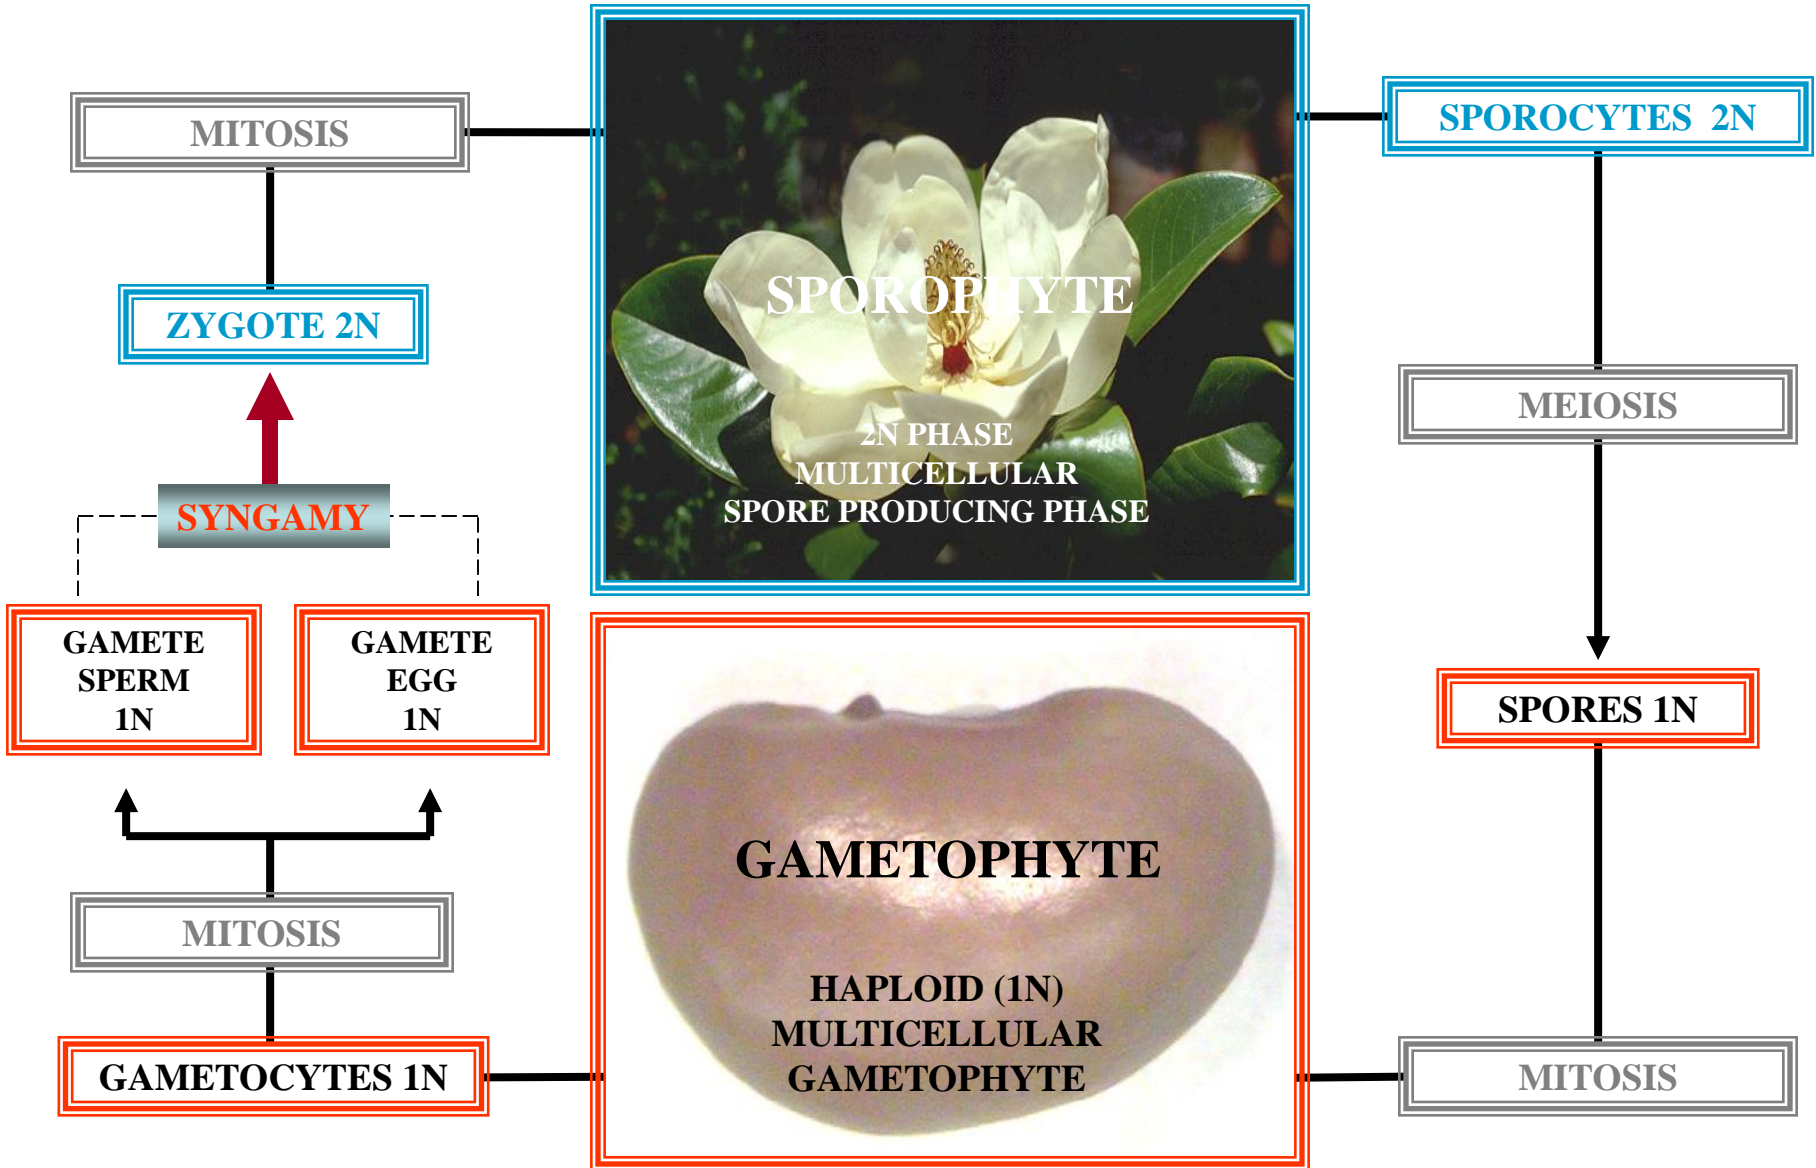 MITOSIS
ZYGOTE 2N
SYNGAMY
GAMETE
SPERM
1N
GAMETE
EGG
1N
MITOSIS
GAMETOCYTES 1N
SPOROPHYTE
2N PHASE
MULTICELLULAR
SPORE PRODUCING PHASE
GAMETOPHYTE
HAPLOID (1N)
MULTICELLULAR
GAMETOPHYTE
SPOROCYTES 2N
MEIOSIS
SPORES 1N
MITOSIS